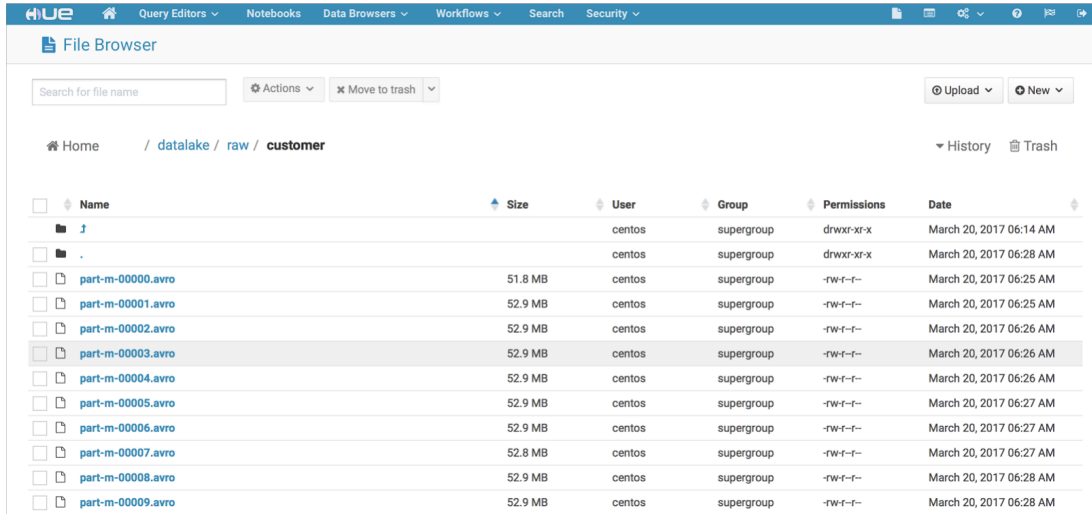 HUE Query Editors Notebooks Data Browsers Workflows Search Security
File Browser
Search for file name Actions Move to trash Upload New
Home / datalake / raw / customer History Trash
Name Size User Group Permissions Date
centos supergroup drwxr-xr-x March 20, 2017 06:14 AM
. centos supergroup drwxr-xr-x March 20, 2017 06:28 AM
part-m-00000.avro 51.8 MB centos supergroup -rw-r--r-- March 20, 2017 06:25 AM
part-m-00001.avro 52.9 MB centos supergroup -rw-r--r-- March 20, 2017 06:25 AM
part-m-00002.avro 52.9 MB centos supergroup -rw-r--r-- March 20, 2017 06:26 AM
part-m-00003.avro 52.9 MB centos supergroup -rw-r--r-- March 20, 2017 06:26 AM
part-m-00004.avro 52.9 MB centos supergroup -rw-r--r-- March 20, 2017 06:26 AM
part-m-00005.avro 52.9 MB centos supergroup -rw-r--r-- March 20, 2017 06:27 AM
part-m-00006.avro 52.9 MB centos supergroup -rw-r--r-- March 20, 2017 06:27 AM
part-m-00007.avro 52.8 MB centos supergroup -rw-r--r-- March 20, 2017 06:27 AM
part-m-00008.avro 52.9 MB centos supergroup -rw-r--r-- March 20, 2017 06:28 AM
part-m-00009.avro 52.9 MB centos supergroup -rw-r--r-- March 20, 2017 06:28 AM